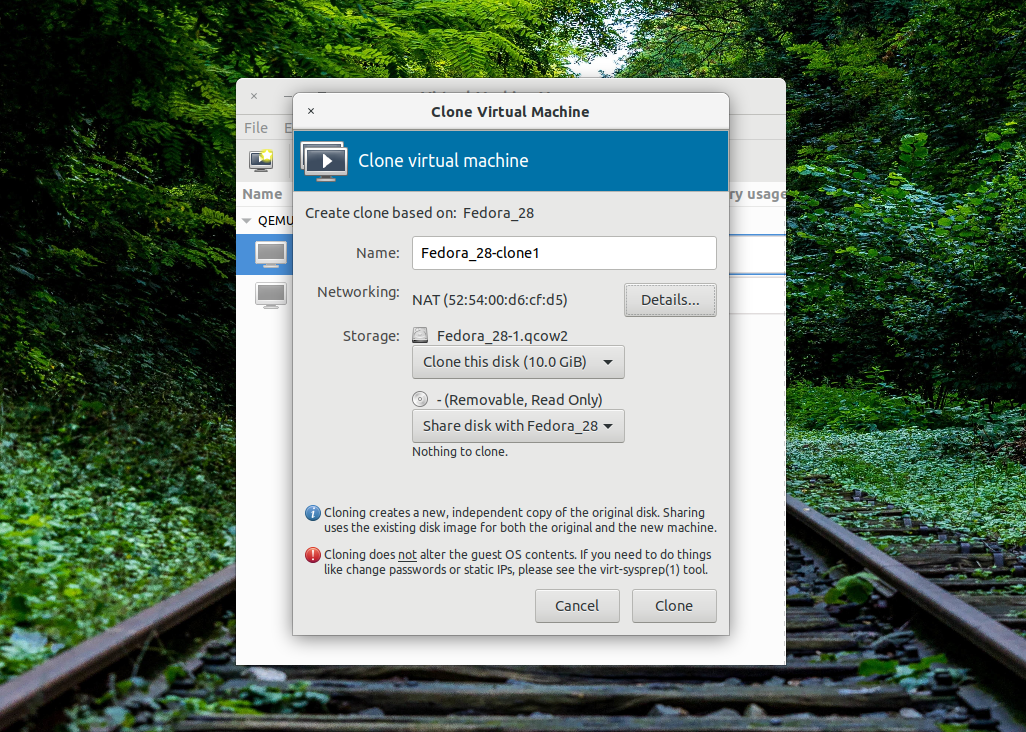 Clone Virtual Machine
File
Name
ry usage
QEMU
Clone virtual machine
Create clone based on: Fedora_28
Name: Fedora_28-clone1
Networking: NAT (52:54:00:d6:cf:d5) Details...
Storage: Fedora_28-1.qcow2
Clone this disk (10.0 GiB)
- (Removable, Read Only)
Share disk with Fedora_28
Nothing to clone.
Cloning creates a new, independent copy of the original disk. Sharing
uses the existing disk image for both the original and the new machine.
Cloning does not alter the guest OS contents. If you need to do things
like change passwords or static IPs, please see the virt-sysprep(1) tool.
Cancel Clone